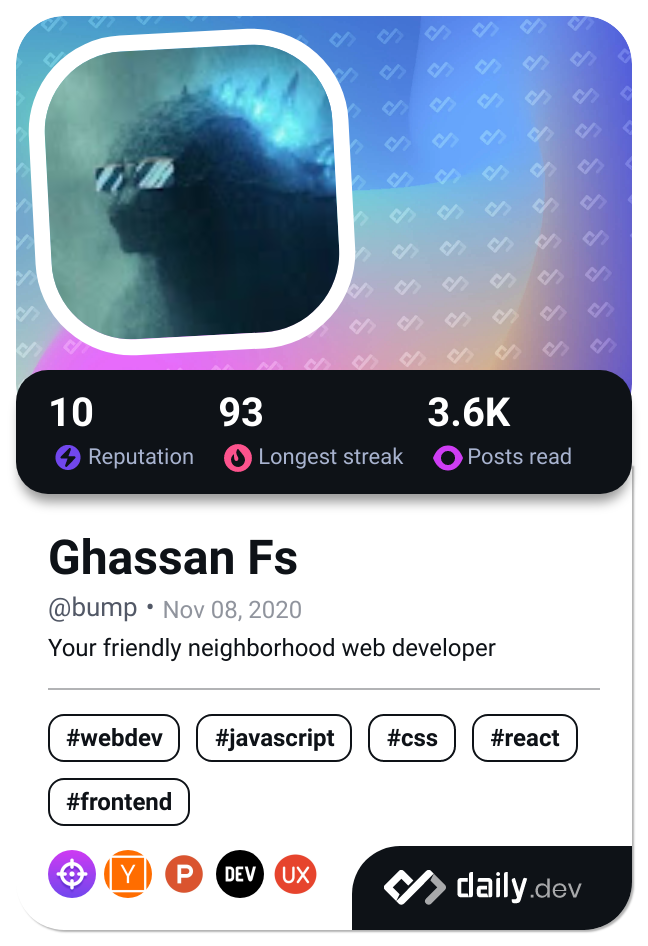 10 93 3.6K
Reputation Longest streak Posts read
Ghassan Fs
@bump • Nov 08, 2020
Your friendly neighborhood web developer
#webdev #javascript #css #react
#frontend
Y P DEV UX daily.dev